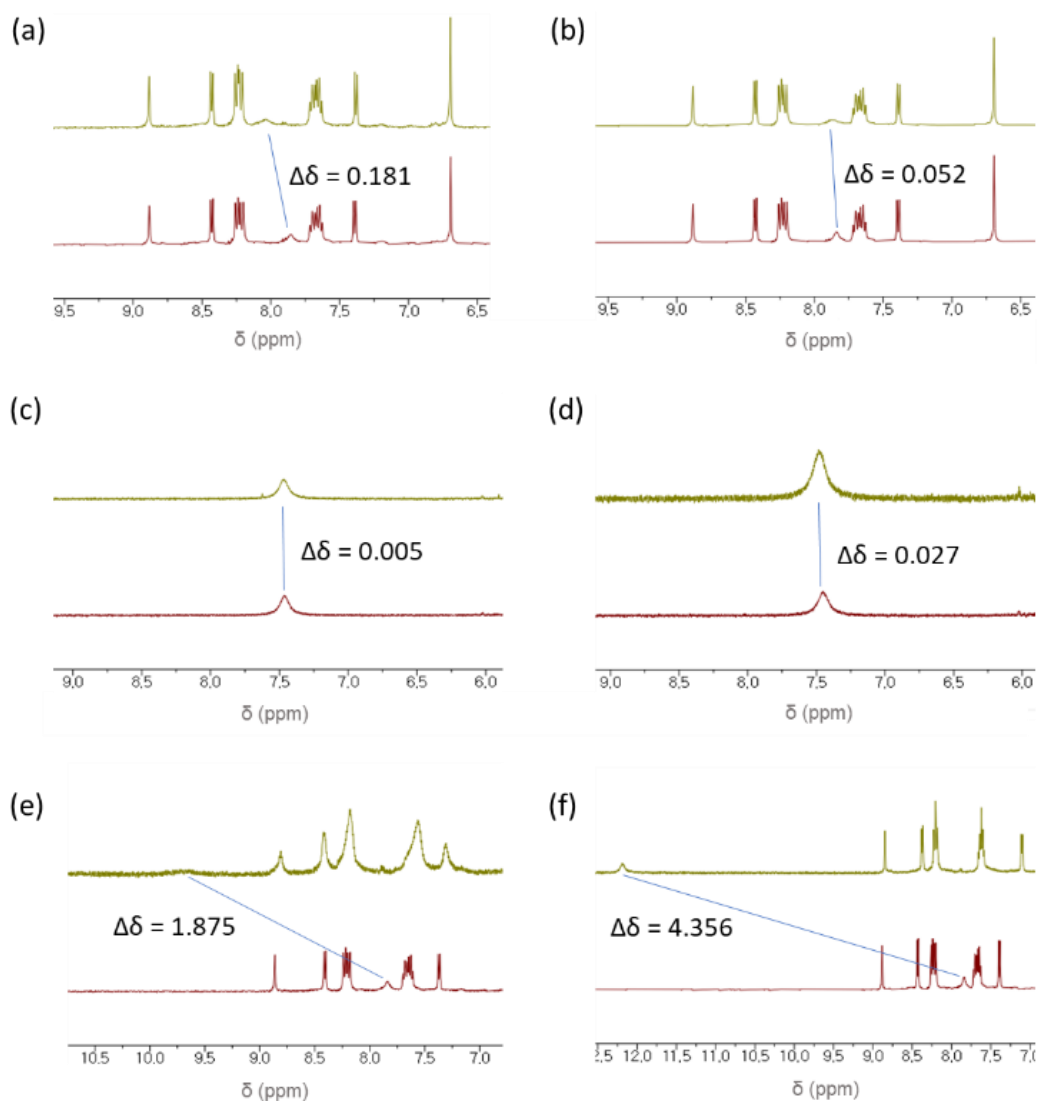 (a)
Δδ = 0.181
9,5 9,0 8,5 8,0 7,5 7,0 6,5
δ (ppm)
(b)
Δδ = 0.052
9,5 9,0 8,5 8,0 7,5 7,0 6,5
δ (ppm)
(c)
Δδ = 0.005
9,0 8,5 8,0 7,5 7,0 6,5 6,0
δ (ppm)
(d)
Δδ = 0.027
9,0 8,5 8,0 7,5 7,0 6,5 6,0
δ (ppm)
(e)
Δδ = 1.875
10,5 10,0 9,5 9,0 8,5 8,0 7,5 7,0
δ (ppm)
(f)
Δδ = 4.356
2,5 12,0 11,5 11,0 10,5 10,0 9,5 9,0 8,5 8,0 7,5 7,0
δ (ppm)